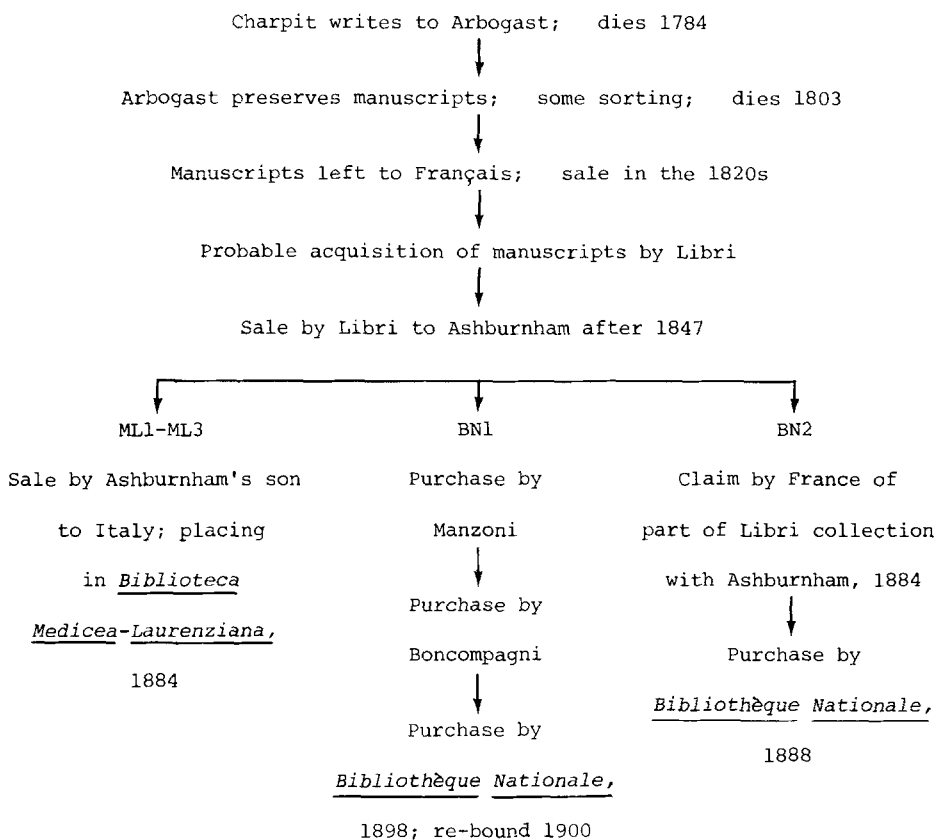 Charpit writes to Arbogast; dies 1784
Arbogast preserves manuscripts; some sorting; dies 1803
Manuscripts left to Français; sale in the 1820s
Probable acquisition of manuscripts by Libri
Sale by Libri to Ashburnham after 1847
ML1-ML3
Sale by Ashburnham's son
to Italy; placing
in Biblioteca
Medicea-Laurenziana,
1884
BN1
Purchase by
Manzoni
Purchase by
Boncompagni
Purchase by
Bibliothèque Nationale,
1898; re-bound 1900
BN2
Claim by France of
part of Libri collection
with Ashburnham, 1884
Purchase by
Bibliothèque Nationale,
1888